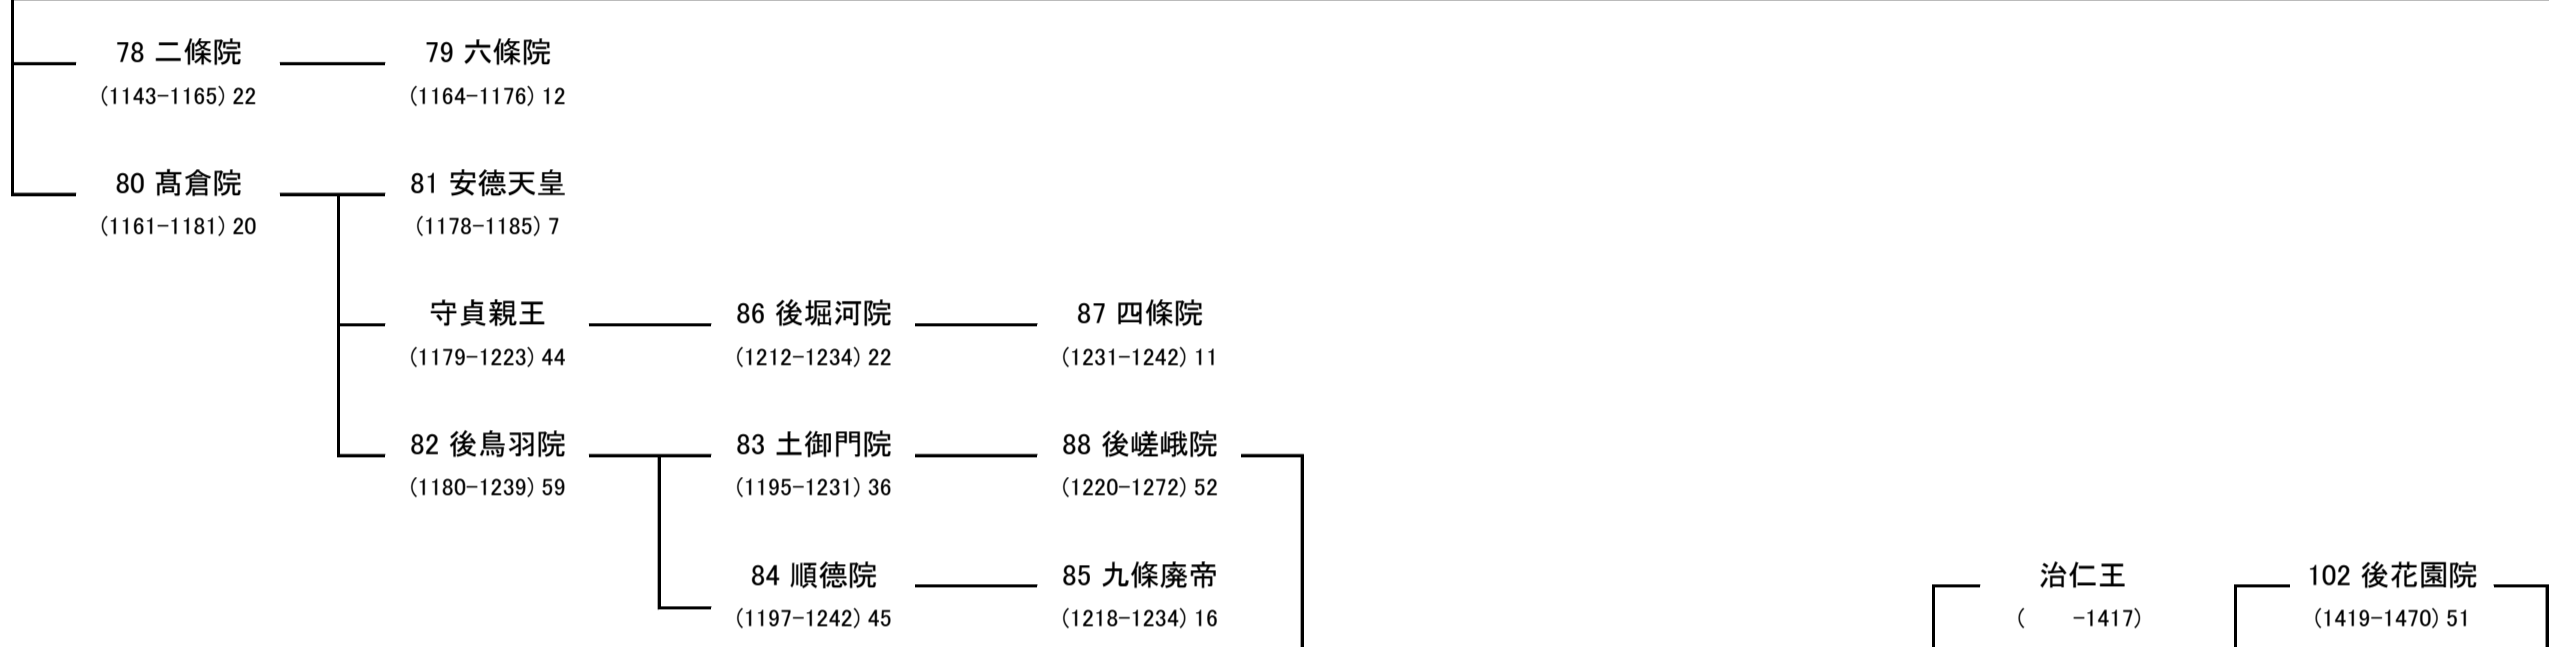 78 二條院
79 六條院
(1143-1165) 22
(1164-1176) 12
80 髙倉院
81 安徳天皇
(1161-1181) 20
(1178-1185) 7
守貞親王
86 後堀河院
87 四條院
(1179-1223) 44
(1212-1234) 22
(1231-1242) 11
82 後鳥羽院
83 土御門院
88 後嵯峨院
(1180-1239) 59
(1195-1231) 36
(1220-1272) 52
84 順徳院
85 九條廃帝
治仁王
102 後花園院
(1197-1242) 45
(1218-1234) 16
(　　-1417)
(1419-1470) 51